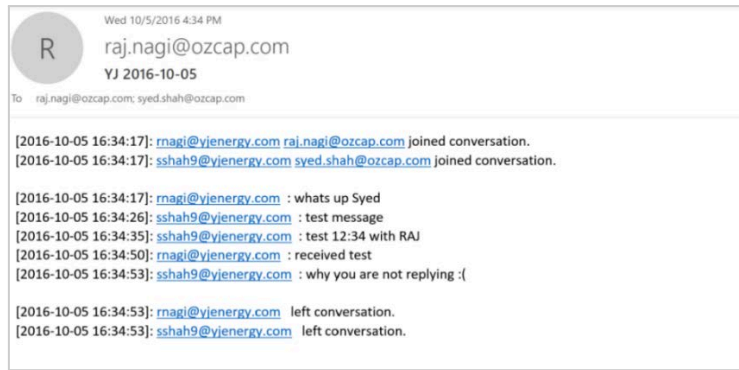 Wed 10/5/2016 4:34 PM
R
raj.nagi@ozcap.com
YJ 2016-10-05
To raj.nagi@ozcap.com; syed.shah@ozcap.com
[2016-10-05 16:34:17]: rnagi@yjenergy.com raj.nagi@ozcap.com joined conversation.
[2016-10-05 16:34:17]: sshah9@yjenergy.com syed.shah@ozcap.com joined conversation.
[2016-10-05 16:34:17]: rnagi@yjenergy.com : whats up Syed
[2016-10-05 16:34:26]: sshah9@yjenergy.com : test message
[2016-10-05 16:34:35]: sshah9@yjenergy.com : test 12:34 with RAJ
[2016-10-05 16:34:50]: rnagi@yjenergy.com : received test
[2016-10-05 16:34:53]: sshah9@yjenergy.com : why you are not replying :(
[2016-10-05 16:34:53]: rnagi@yjenergy.com left conversation.
[2016-10-05 16:34:53]: sshah9@yjenergy.com left conversation.